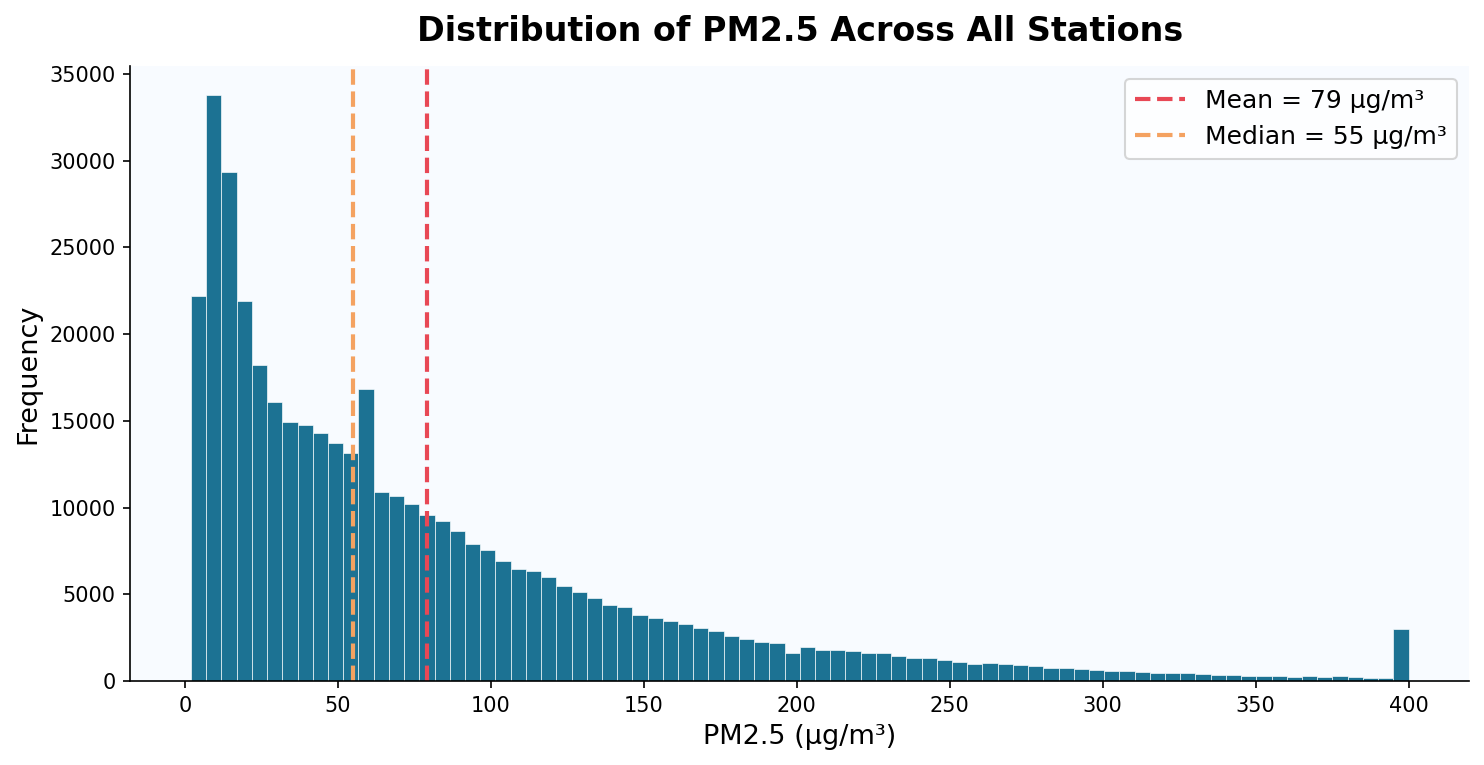 Distribution of PM2.5 Across All Stations
35000
30000
25000
20000
15000
10000
5000
0
Frequency
Mean = 79 μg/m³
Median = 55 μg/m³
0 50 100 150 200 250 300 350 400
PM2.5 (μg/m³)